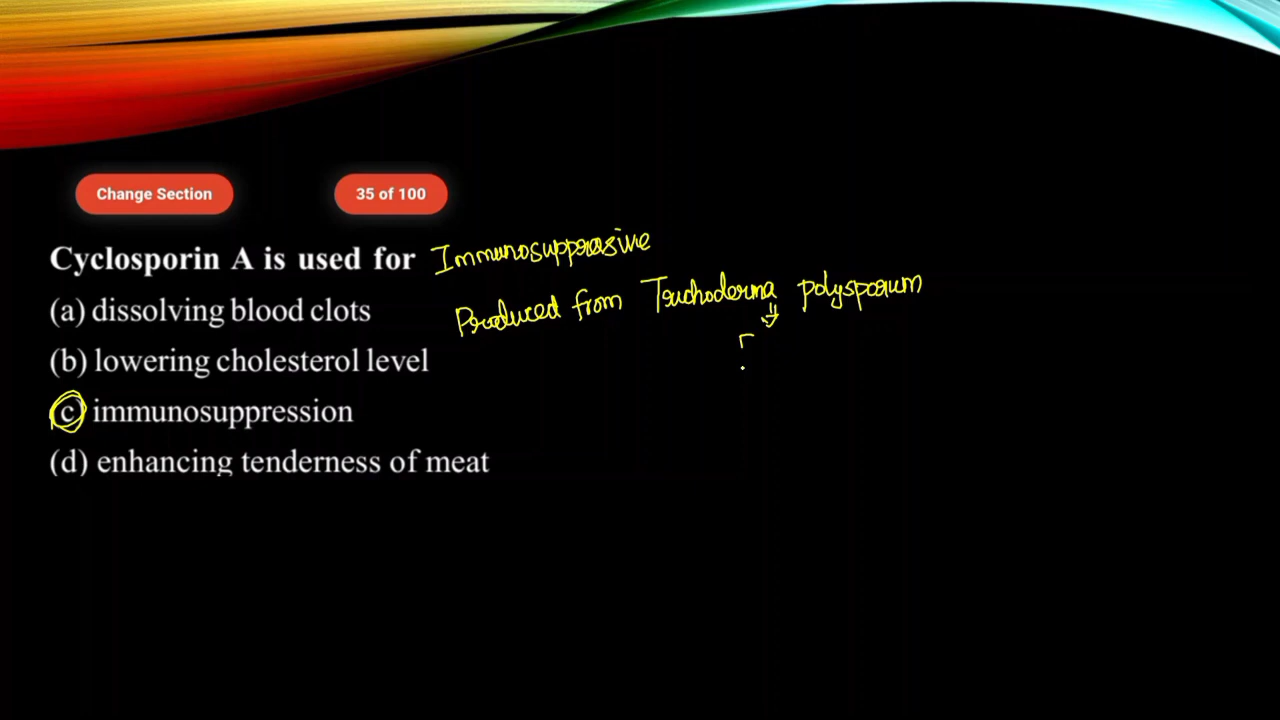 Change Section
35 of 100
Cyclosporin A is used for Immunosuppressive
(a) dissolving blood clots
Produced from Trichoderma polysporum
(b) lowering cholesterol level
(c) immunosuppression
(d) enhancing tenderness of meat